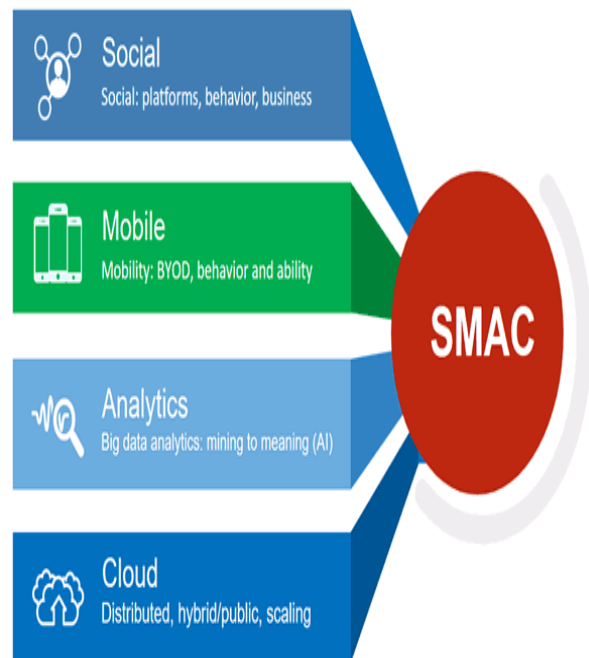 Social
Social: platforms, behavior, business
Mobile
Mobility: BYOD, behavior and ability
SMAC
Analytics
Big data analytics: mining to meaning (AI)
Cloud
Distributed, hybrid/public, scaling